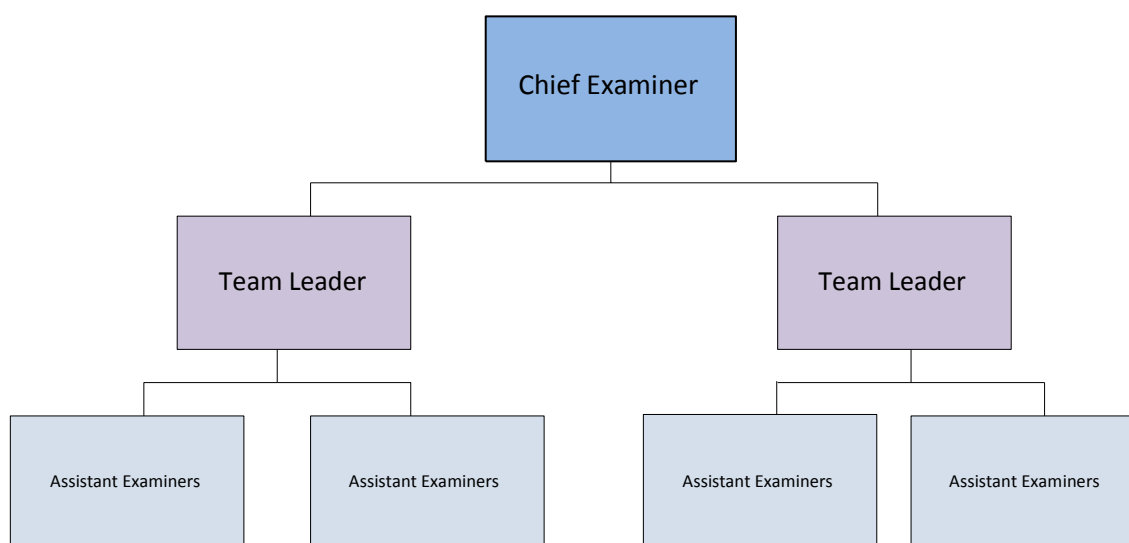 Chief Examiner
Team Leader
Team Leader
Assistant Examiners
Assistant Examiners
Assistant Examiners
Assistant Examiners